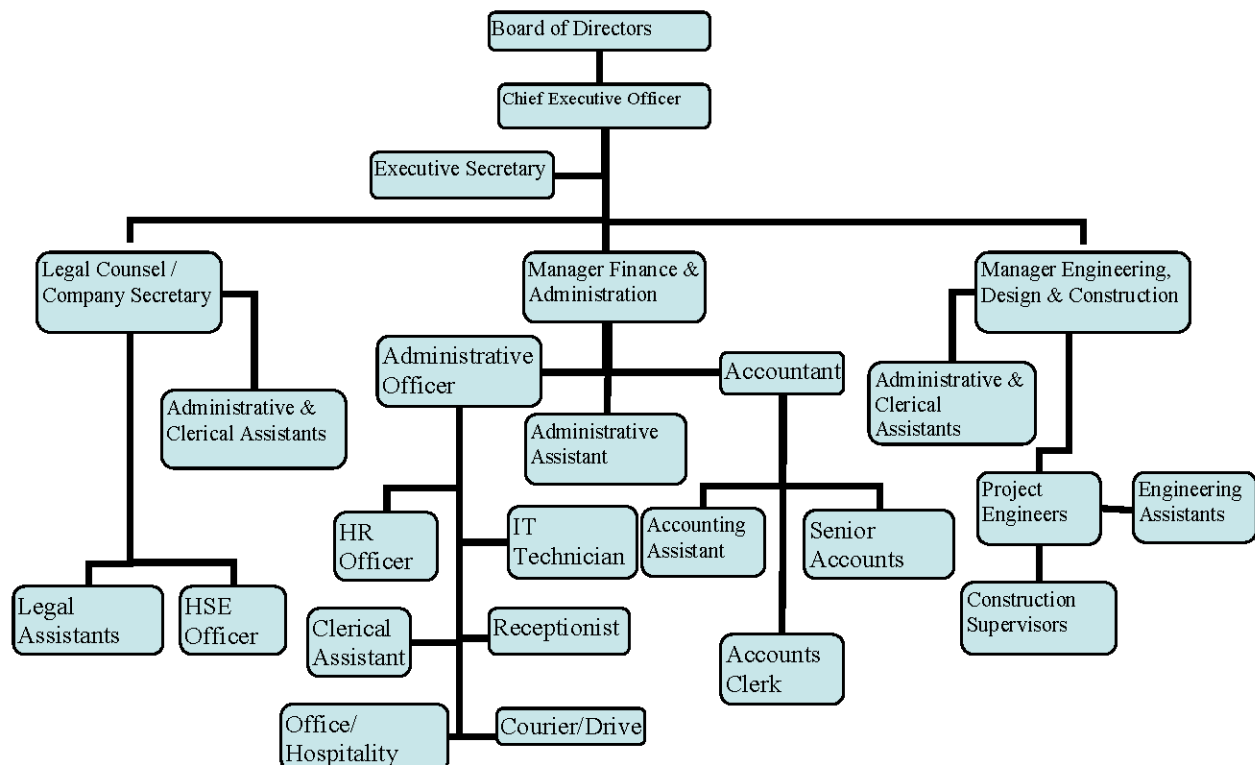 Board of Directors
Chief Executive Officer
Executive Secretary
Legal Counsel /
Company Secretary
Manager Finance &
Administration
Manager Engineering,
Design & Construction
Administrative
Officer
Accountant
Administrative &
Clerical
Assistants
Administrative &
Clerical Assistants
Administrative
Assistant
Project
Engineers
Engineering
Assistants
HR
Officer
IT
Technician
Accounting
Assistant
Senior
Accounts
Legal
Assistants
HSE
Officer
Clerical
Assistant
Receptionist
Construction
Supervisors
Accounts
Clerk
Office/
Hospitality
Courier/Drive